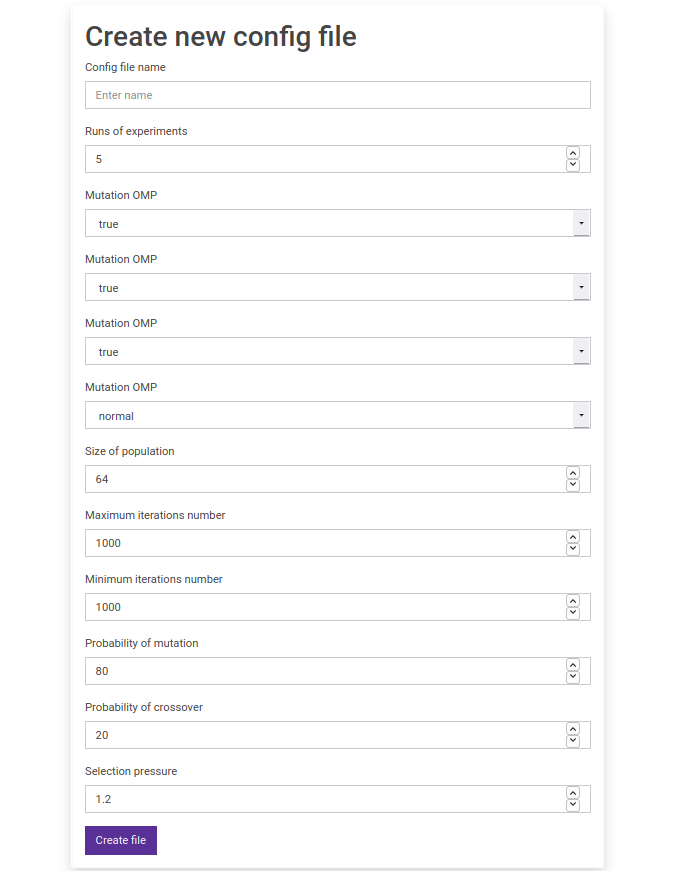 Create new config file
Config file name
Enter name
Runs of experiments
5
Mutation OMP
true
Mutation OMP
true
Mutation OMP
true
Mutation OMP
normal
Size of population
64
Maximum iterations number
1000
Minimum iterations number
1000
Probability of mutation
80
Probability of crossover
20
Selection pressure
1.2
Create file